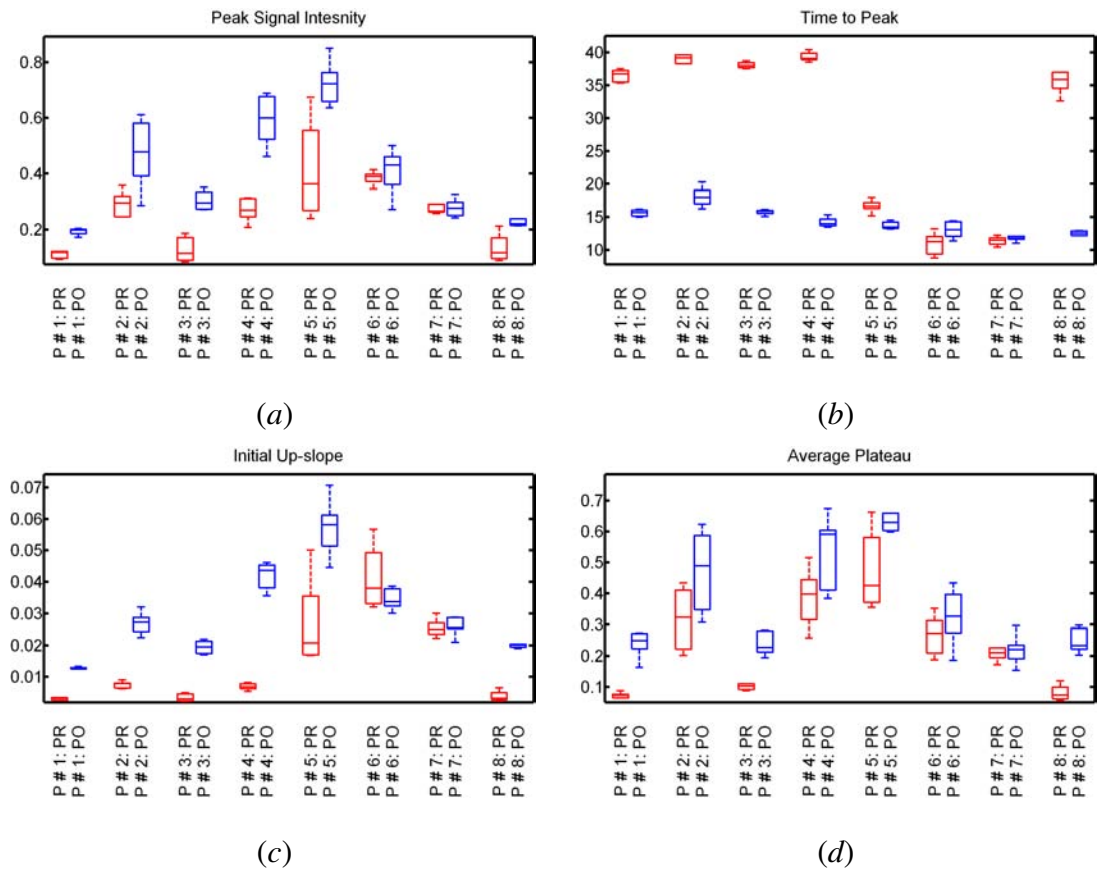 Peak Signal Intesnity
0.8
0.6
0.4
0.2
P # 1: PR
P # 1: PO
P # 2: PR
P # 2: PO
P # 3: PR
P # 3: PO
P # 4: PR
P # 4: PO
P # 5: PR
P # 5: PO
P # 6: PR
P # 6: PO
P # 7: PR
P # 7: PO
P # 8: PR
P # 8: PO
(a)
Time to Peak
40
35
30
25
20
15
10
P # 1: PR
P # 1: PO
P # 2: PR
P # 2: PO
P # 3: PR
P # 3: PO
P # 4: PR
P # 4: PO
P # 5: PR
P # 5: PO
P # 6: PR
P # 6: PO
P # 7: PR
P # 7: PO
P # 8: PR
P # 8: PO
(b)
Initial Up-slope
0.07
0.06
0.05
0.04
0.03
0.02
0.01
P # 1: PR
P # 1: PO
P # 2: PR
P # 2: PO
P # 3: PR
P # 3: PO
P # 4: PR
P # 4: PO
P # 5: PR
P # 5: PO
P # 6: PR
P # 6: PO
P # 7: PR
P # 7: PO
P # 8: PR
P # 8: PO
(c)
Average Plateau
0.7
0.6
0.5
0.4
0.3
0.2
0.1
P # 1: PR
P # 1: PO
P # 2: PR
P # 2: PO
P # 3: PR
P # 3: PO
P # 4: PR
P # 4: PO
P # 5: PR
P # 5: PO
P # 6: PR
P # 6: PO
P # 7: PR
P # 7: PO
P # 8: PR
P # 8: PO
(d)